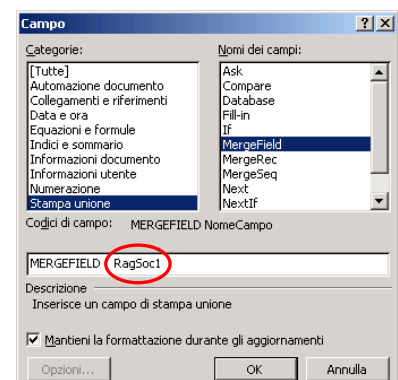 Campo
Categorie:
Nomi dei campi:
[Tutte]
Automazione documento
Collegamenti e riferimenti
Data e ora
Equazioni e formule
Indici e sommario
Informazioni documento
Informazioni utente
Numerazione
Stampa unione
Ask
Compare
Database
Fill-in
If
MergeField
MergeRec
MergeSeq
Next
NextIf
Codici di campo: MERGEFIELD NomeCampo
MERGEFIELD RagSoc1
Descrizione
Inserisce un campo di stampa unione
Mantieni la formattazione durante gli aggiornamenti
Opzioni... OK Annulla